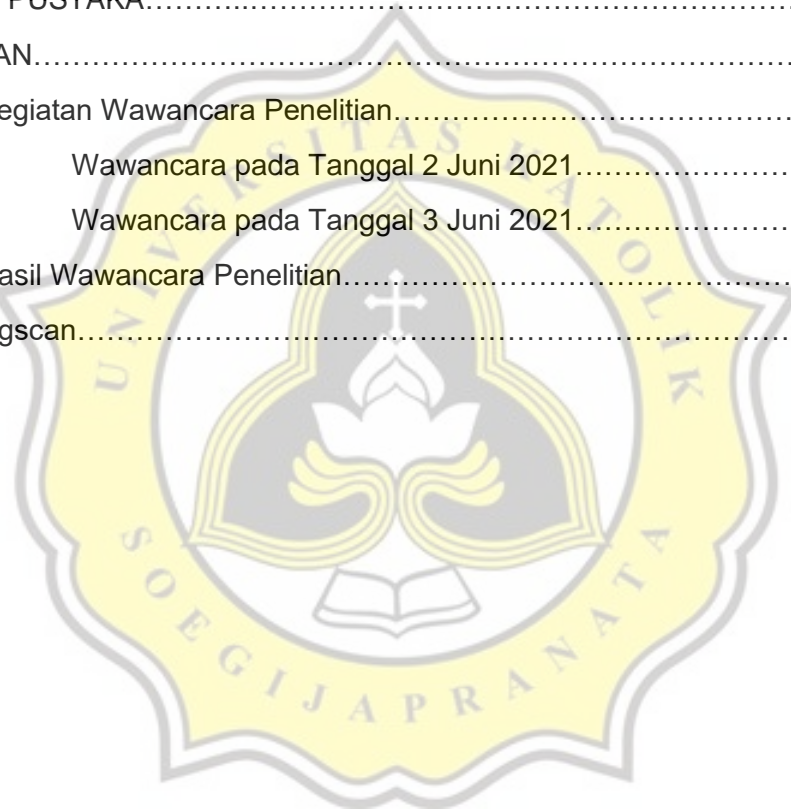 PUSYAKA…………...……………………………………………………
AN……………………………………………………………………………
egiatan Wawancara Penelitian……………………………………
Wawancara pada Tanggal 2 Juni 2021…………………
Wawancara pada Tanggal 3 Juni 2021…………………
asil Wawancara Penelitian…………………………………………
gscan……………………………………………………………………
UNIVERSITAS KATOLIK
SOEGIJAPRANATA